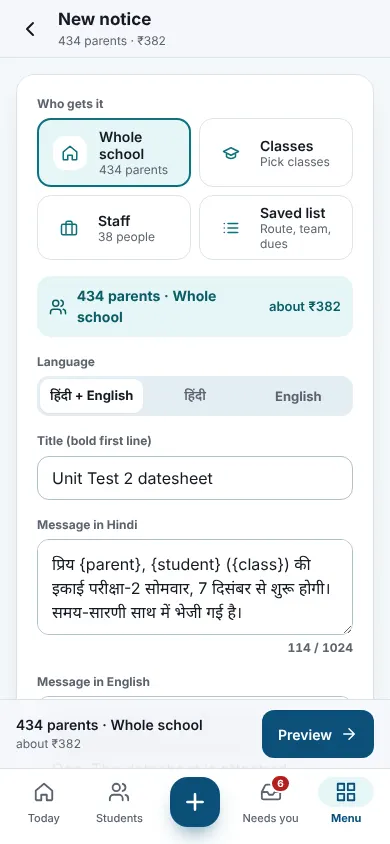 New notice
434 parents · ₹382
Who gets it
Whole
school
434 parents
Classes
Pick classes
Staff
38 people
Saved list
Route, team,
dues
434 parents · Whole
school
about ₹382
Language
हिंदी + English
हिंदी
English
Title (bold first line)
Unit Test 2 datesheet
Message in Hindi
प्रिय {parent}, {student} ({class}) की
इकाई परीक्षा-2 सोमवार, 7 दिसंबर से शुरू होगी।
समय-सारणी साथ में भेजी गई है।
114 / 1024
Message in English
434 parents · Whole school
about ₹382
Preview
Today
Students
6
Needs you
Menu